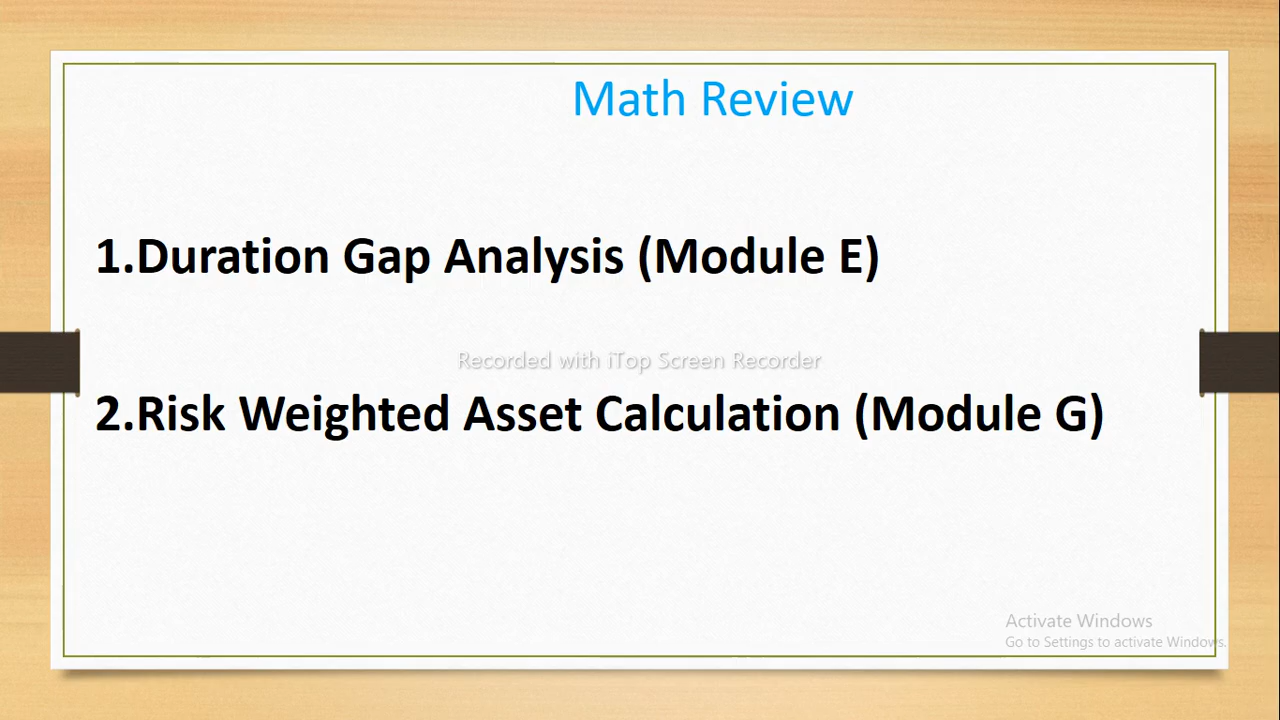 Math Review
1.Duration Gap Analysis (Module E)
Recorded with iTop Screen Recorder
2.Risk Weighted Asset Calculation (Module G)
Activate Windows
Go to Settings to activate Windows.